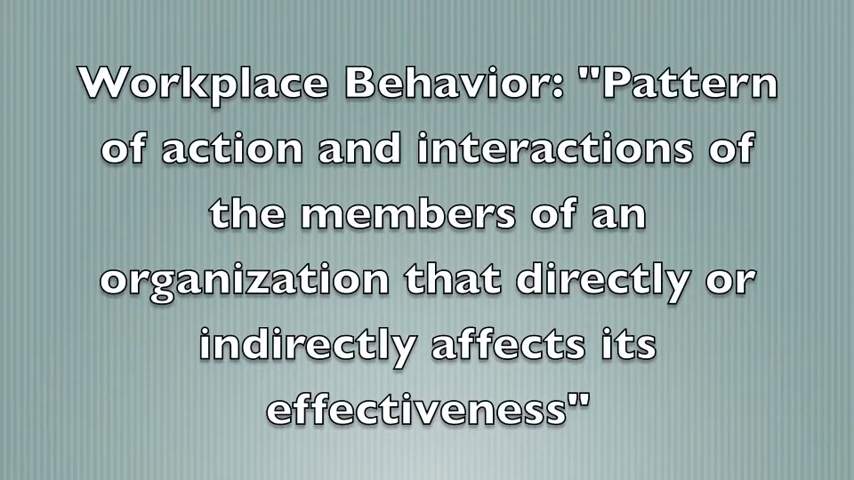 Workplace Behavior: "Pattern
of action and interactions of
the members of an
organization that directly or
indirectly affects its
effectiveness"